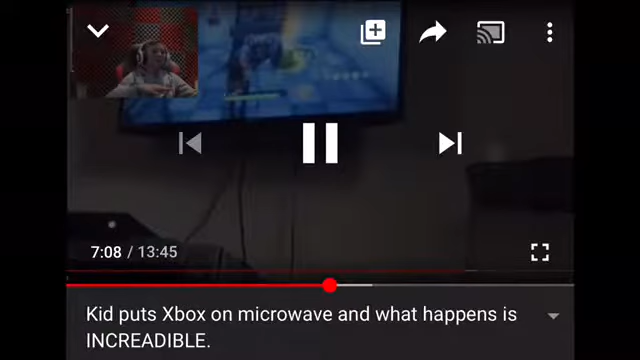 7:08 / 13:45
Kid puts Xbox on microwave and what happens is
INCREADIBLE.